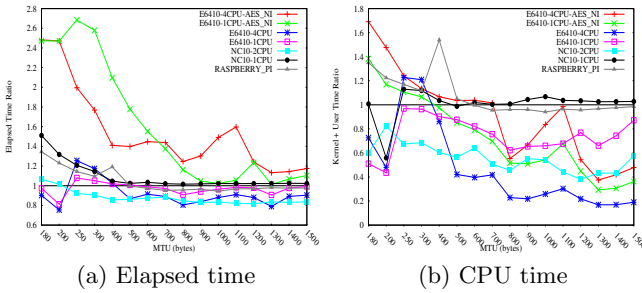 E6410-4CPU-AES_NI
E6410-1CPU-AES_NI
E6410-4CPU
E6410-1CPU
NC10-2CPU
NC10-1CPU
RASPBERRY_PI
Elapsed Time Ratio
2.8
2.6
2.4
2.2
2
1.8
1.6
1.4
1.2
1
0.8
0.6
180
200
250
300
400
500
600
700
800
900
1000
1100
1200
1300
1400
1500
MTU (bytes)
(a) Elapsed time
E6410-4CPU-AES_NI
E6410-1CPU-AES_NI
E6410-4CPU
E6410-1CPU
NC10-2CPU
NC10-1CPU
RASPBERRY_PI
Kernel+ User Time Ratio
1.8
1.6
1.4
1.2
1
0.8
0.6
0.4
0.2
0
180
200
250
300
400
500
600
700
800
900
1000
1100
1200
1300
1400
1500
MTU (bytes)
(b) CPU time